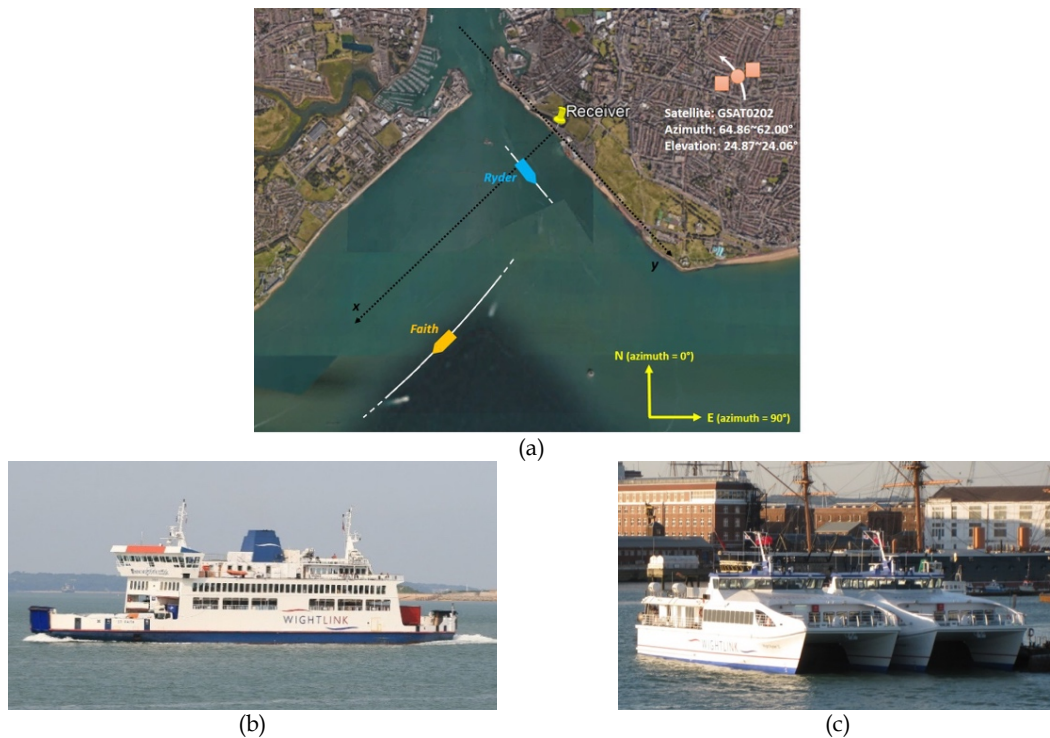 Receiver
Satellite: GSAT0202
Azimuth: 64.86~62.00°
Elevation: 24.87~24.06°
Ryder
y
x
Faith
N (azimuth = 0°)
E (azimuth = 90°)
(a)
WIGHTLINK
WIGHTLINK
(b)
(c)